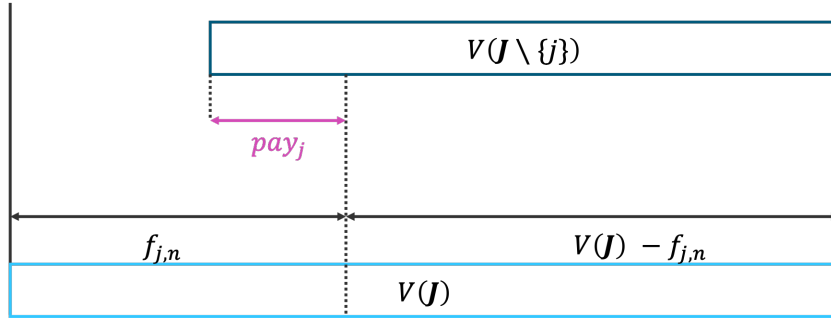 V(J \ {j})
pay_j
f_{j,n}
V(J) − f_{j,n}
V(J)